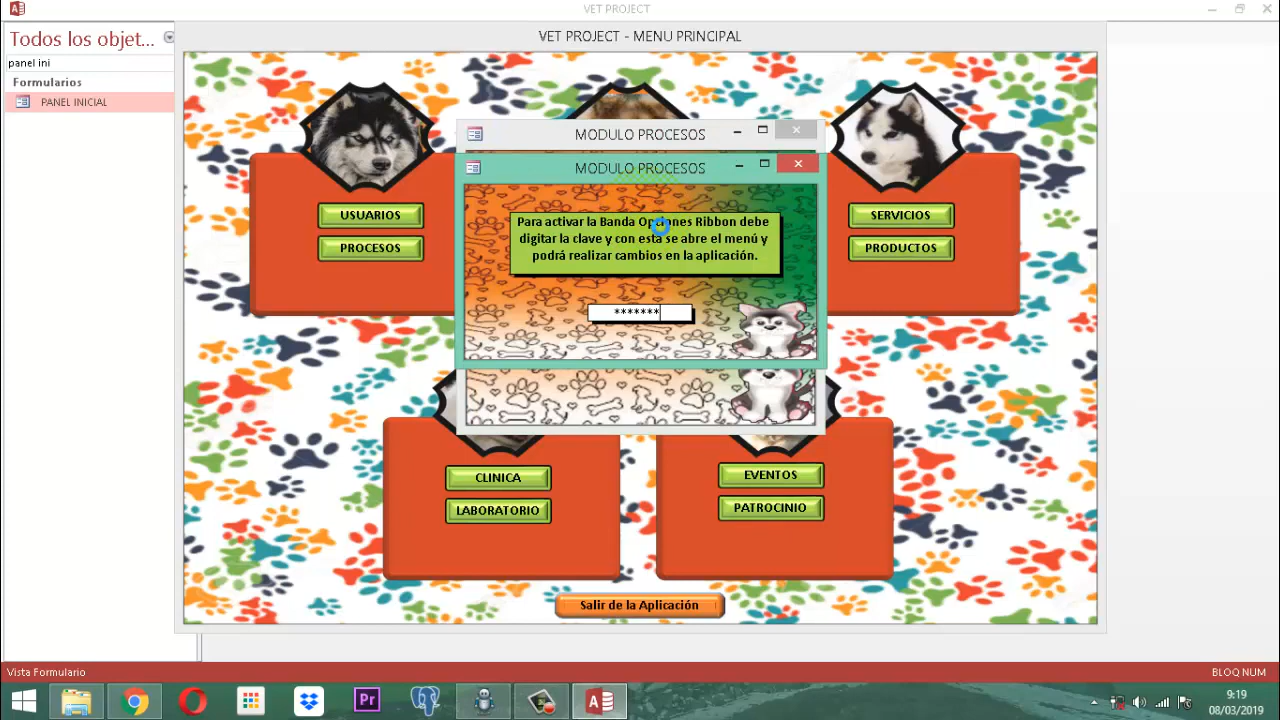 VET PROJECT
Todos los objet...
panel ini
Formularios
PANEL INICIAL
VET PROJECT - MENU PRINCIPAL
MODULO PROCESOS
MODULO PROCESOS
Para activar la Banda Opciones Ribbon debe
digitar la clave y con esta se abre el menú y
podrá realizar cambios en la aplicación.
*******
USUARIOS
PROCESOS
SERVICIOS
PRODUCTOS
CLINICA
LABORATORIO
EVENTOS
PATROCINIO
Salir de la Aplicación
Vista Formulario
BLOQ NUM
Pr
9:19
08/03/2019